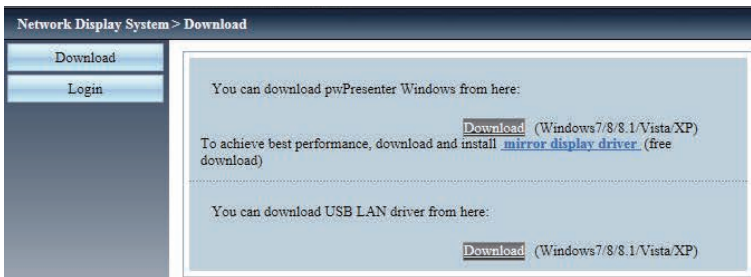 Network Display System > Download
Download
Login
You can download pwPresenter Windows from here:
Download (Windows7/8/8.1/Vista/XP)
To achieve best performance, download and install mirror display driver (free
download)
You can download USB LAN driver from here:
Download (Windows7/8/8.1/Vista/XP)